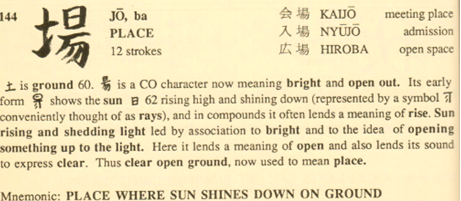 144 場 JŌ, ba 会場 KAIJŌ meeting place
PLACE 入場 NYŪJŌ admission
12 strokes 広場 HIROBA open space
土 is ground 60. 昜 is a CO character now meaning bright and open out. Its early
form shows the sun 日 62 rising high and shining down (represented by a symbol
conveniently thought of as rays), and in compounds it often lends a meaning of rise. Sun
rising and shedding light led by association to bright and to the idea of opening
something up to the light. Here it lends a meaning of open and also lends its sound
to express clear. Thus clear open ground, now used to mean place.
Mnemonic: PLACE WHERE SUN SHINES DOWN ON GROUND